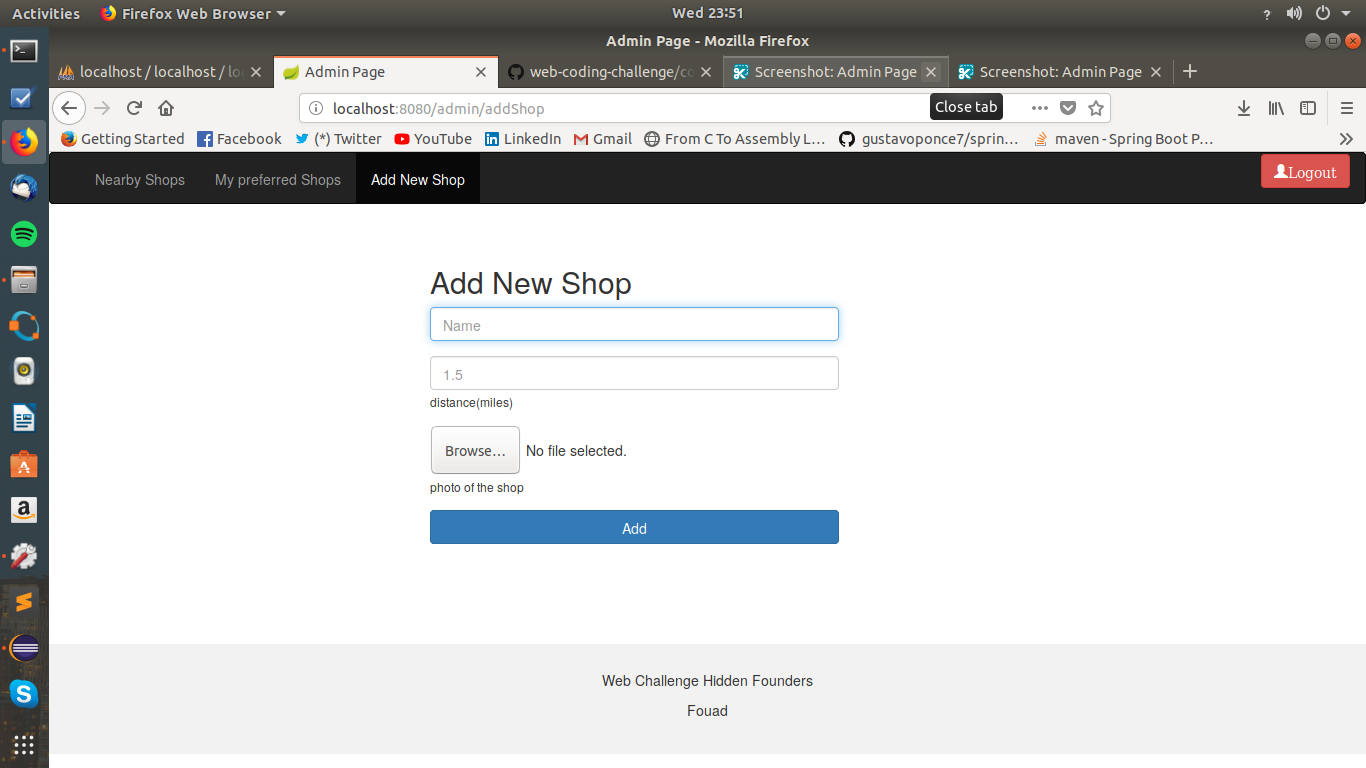 Activities Firefox Web Browser Wed 23:51 ?
Admin Page - Mozilla Firefox
localhost / localhost / lo Admin Page web-coding-challenge/co Screenshot: Admin Page Screenshot: Admin Page
localhost:8080/admin/addShop Close tab
Getting Started Facebook (*) Twitter YouTube LinkedIn Gmail From C To Assembly L... gustavoponce7/sprin... maven - Spring Boot P...
Nearby Shops My preferred Shops Add New Shop Logout
Add New Shop
Name
1.5
distance(miles)
Browse... No file selected.
photo of the shop
Add
Web Challenge Hidden Founders
Fouad